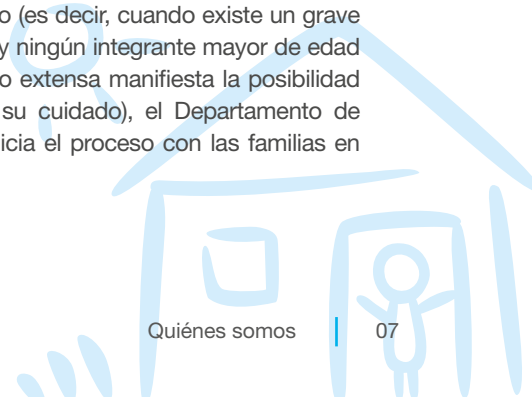 o (es decir, cuando existe un grave
y ningún integrante mayor de edad
o extensa manifiesta la posibilidad
su cuidado), el Departamento de
icia el proceso con las familias en
Quiénes somos | 07